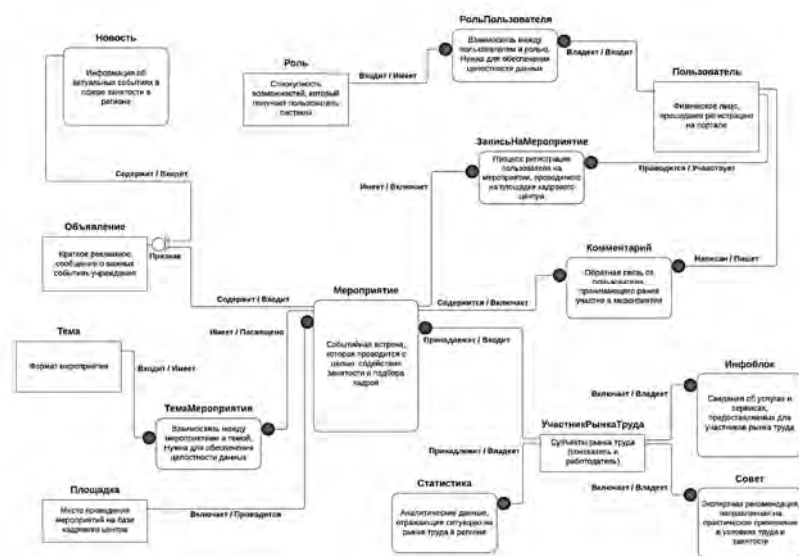 РольПользователя
Взаимосвязь между
пользователем и ролью.
Нужна для обеспечения
целостности данных
Новость
Информация об
актуальных событиях в
сфере занятости в
регионе
Роль
Совокупность
возможностей, который
получает пользователь
системы
Входит / Имеет
Владеет / Входит
Пользователь
Физическое лицо,
прошедшее регистрацию
на портале
ЗаписьНаМероприятие
Процесс регистрации
пользователя на
мероприятии, проводимого
на площадке кадрового
центра
Содержит / Входит
Имеет / Включает
Проводится / Участвует
Объявление
Краткое рекламное
сообщение о важных
событиях учреждения
Признак
Комментарий
Обратная связь от
пользователя,
принимающего ранее
участие в мероприятии
Написан / Пишет
Содержит / Входит
Мероприятие
Событийная встреча,
которая проводится с
целью содействия
занятости и подбора
кадров
Содержится / Включает
Имеет / Посвящено
Принадлежит / Входит
Тема
Формат мероприятия
Входит / Имеет
ТемаМероприятия
Взаимосвязь между
мероприятием и темой.
Нужна для обеспечения
целостности данных
Инфоблок
Сведения об услугах и
сервисах,
предоставляемых для
участников рынка труда
Включает / Владеет
УчастникРынкаТруда
Субъекты рынка труда
(соискатель и
работодатель)
Принадлежит / Владеет
Включает / Владеет
Площадка
Место проведения
мероприятий на базе
кадрового центра
Включает / Проводится
Статистика
Аналитические данные,
отражающие ситуацию на
рынке труда в регионе
Совет
Экспертная рекомендация,
направленная на
практическое применение
в условиях труда и
занятости